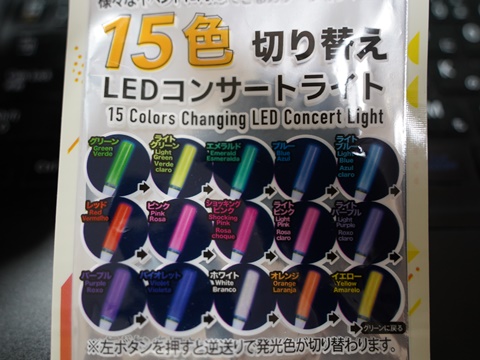 15色 切り替え
LEDコンサートライト
15 Colors Changing LED Concert Light
グリーン
Green
Verde
ライト
グリーン
Light
Green
Verde
claro
エメラルド
Emerald
Esmeralda
ブルー
Blue
Azul
ライト
ブルー
Light
Blue
Azul
claro
レッド
Red
Vermelho
ピンク
Pink
Rosa
ショッキング
ピンク
Shocking
Pink
Rosa
choque
ライト
ピンク
Light
Pink
Rosa
claro
ライト
パープル
Light
Purple
Roxo
claro
パープル
Purple
Roxo
バイオレット
Violet
Violeta
ホワイト
White
Branco
オレンジ
Orange
Laranja
イエロー
Yellow
Amarelo
グリーンに戻る
※左ボタンを押すと逆送りで発光色が切り替わります。